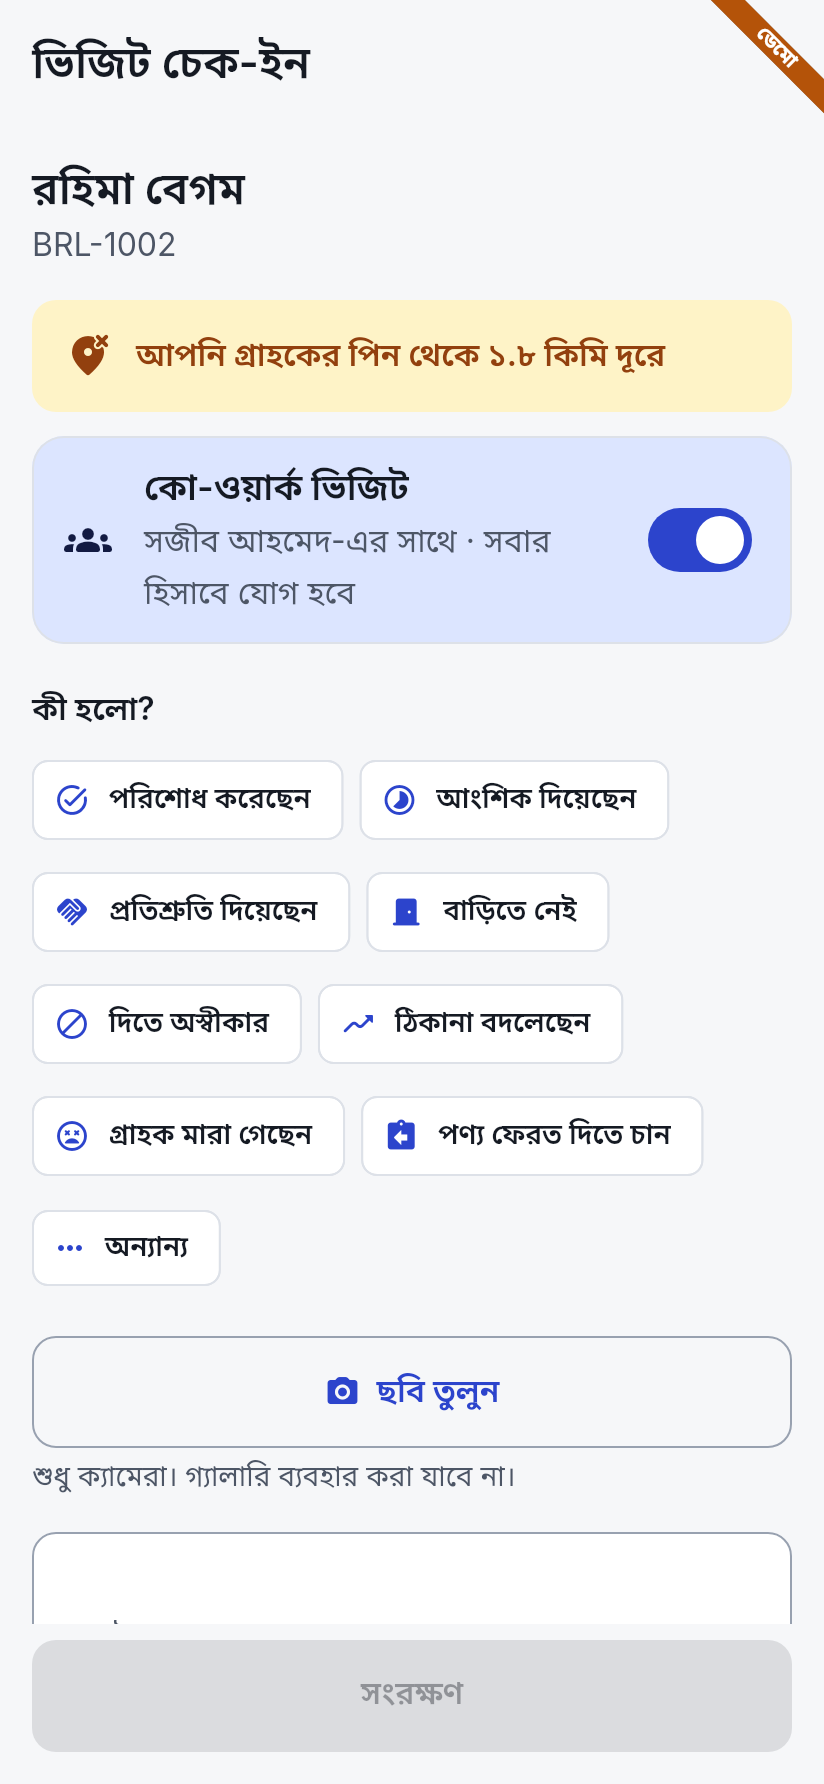 ডেমো
ভিজিট চেক-ইন
রহিমা বেগম
BRL-1002
আপনি গ্রাহকের পিন থেকে ১.৮ কিমি দূরে
কো-ওয়ার্ক ভিজিট
সজীব আহমেদ-এর সাথে · সবার
হিসাবে যোগ হবে
কী হলো?
পরিশোধ করেছেন
আংশিক দিয়েছেন
প্রতিশ্রুতি দিয়েছেন
বাড়িতে নেই
দিতে অস্বীকার
ঠিকানা বদলেছেন
গ্রাহক মারা গেছেন
পণ্য ফেরত দিতে চান
অন্যান্য
ছবি তুলুন
শুধু ক্যামেরা। গ্যালারি ব্যবহার করা যাবে না।
সংরক্ষণ